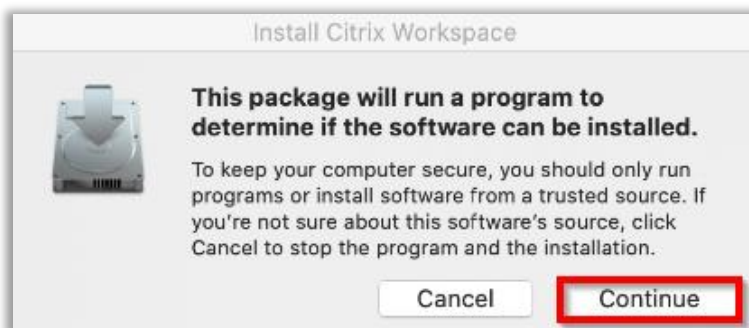 Install Citrix Workspace
This package will run a program to
determine if the software can be installed.
To keep your computer secure, you should only run
programs or install software from a trusted source. If
you're not sure about this software's source, click
Cancel to stop the program and the installation.
Cancel
Continue